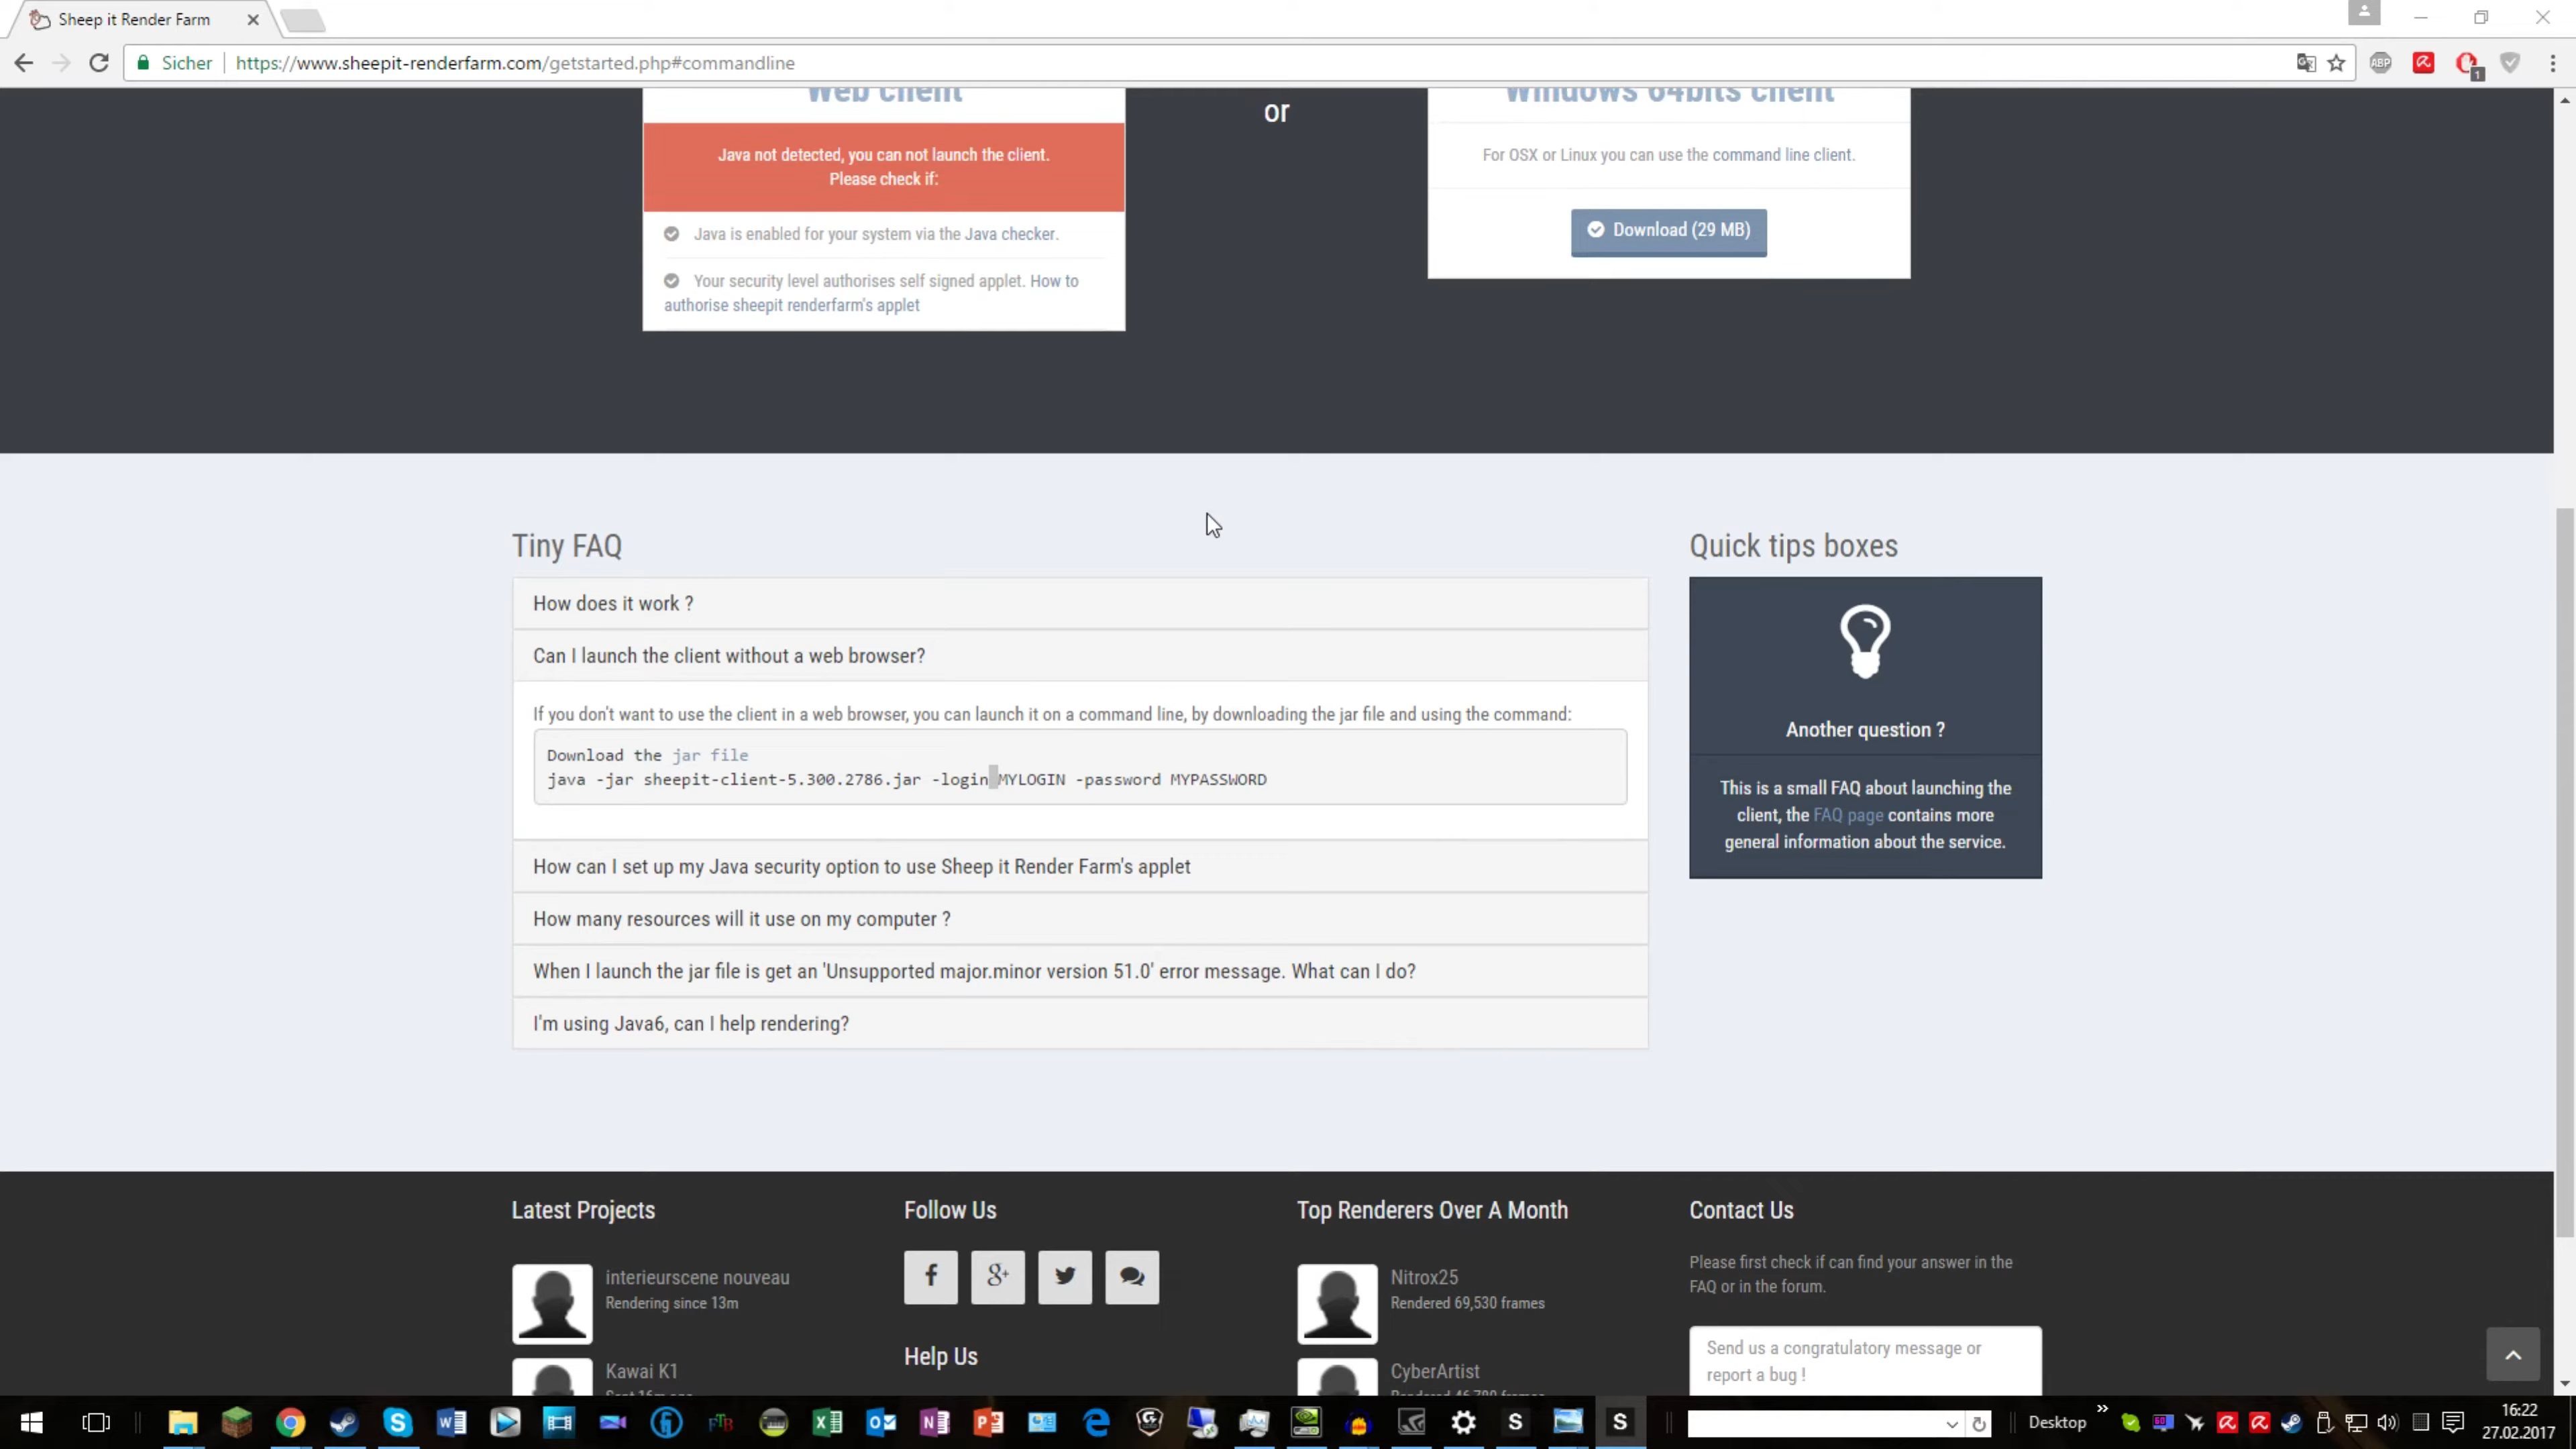 Sheep it Render Farm
Sicher
https://www.sheepit-renderfarm.com/getstarted.php#commandline
ABP
1
Web client
or
Windows 64bits client
Java not detected, you can not launch the client.
Please check if:
For OSX or Linux you can use the command line client.
Java is enabled for your system via the Java checker.
Download (29 MB)
Your security level authorises self signed applet. How to
authorise sheepit renderfarm's applet
Tiny FAQ
Quick tips boxes
How does it work ?
Can I launch the client without a web browser?
If you don't want to use the client in a web browser, you can launch it on a command line, by downloading the jar file and using the command:
Download the jar file
java -jar sheepit-client-5.300.2786.jar -login MYLOGIN -password MYPASSWORD
How can I set up my Java security option to use Sheep it Render Farm's applet
How many resources will it use on my computer ?
When I launch the jar file is get an 'Unsupported major.minor version 51.0' error message. What can I do?
I'm using Java6, can I help rendering?
Another question ?
This is a small FAQ about launching the
client, the FAQ page contains more
general information about the service.
Latest Projects
interieurscene nouveau
Rendering since 13m
Kawai K1
Follow Us
Help Us
Top Renderers Over A Month
Nitrox25
Rendered 69,530 frames
CyberArtist
Contact Us
Please first check if can find your answer in the
FAQ or in the forum.
Send us a congratulatory message or
report a bug !
FTB
Desktop
60
16:22
27.02.2017